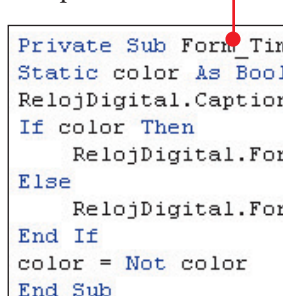 Private Sub Form_Tim
Static color As Bool
RelojDigital.Caption
If color Then
RelojDigital.For
Else
RelojDigital.For
End If
color = Not color
End Sub